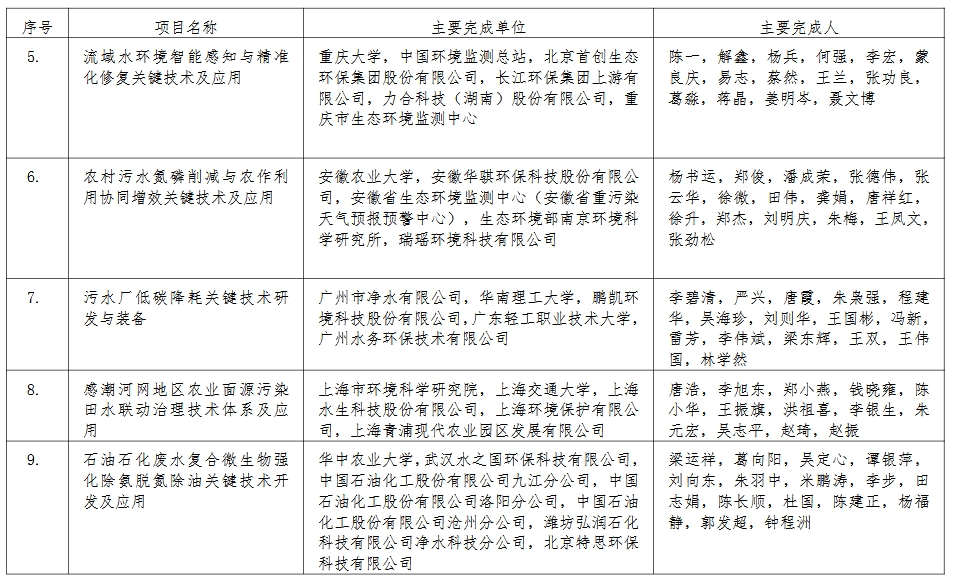 序号 项目名称 主要完成单位 主要完成人
5. 流域水环境智能感知与精准 重庆大学，中国环境监测总站，北京首创生态 陈一，解鑫，杨兵，何强，李宏，蒙
化修复关键技术及应用 环保集团股份有限公司，长江环保集团上游有 良庆，易志，蔡然，王兰，张功良，
限公司，力合科技（湖南）股份有限公司，重 葛淼，蒋晶，姜明岑，聂文博
庆市生态环境监测中心
6. 农村污水氮磷削减与农作利 安徽农业大学，安徽华骐环保科技股份有限公 杨书运，郑俊，潘成荣，张德伟，张
用协同增效关键技术及应用 司，安徽省生态环境监测中心（安徽省重污染 云华，徐微，田伟，龚娟，唐祥红，
天气预报预警中心），生态环境部南京环境科 徐升，郑杰，刘明庆，朱梅，王凤文，
学研究所，瑞瑶环境科技有限公司 张劲松
7. 污水厂低碳降耗关键技术研 广州市净水有限公司，华南理工大学，鹏凯环 李碧清，严兴，唐霞，朱枭强，程建
发与装备 境科技股份有限公司,广东轻工职业技术大学， 华，吴海珍，刘则华，王国彬，冯新，
广州水务环保技术有限公司 雷芳，李伟斌，梁东辉，王双，王伟
国，林学然
8. 感潮河网地区农业面源污染 上海市环境科学研究院，上海交通大学，上海 唐浩，李旭东，郑小燕，钱晓雍，陈
田水联动治理技术体系及应 水生科技股份有限公司，上海环境保护有限公 小华，王振旗，洪祖喜，李银生，朱
用 司，上海青浦现代农业园区发展有限公司 元宏，吴志平，赵琦，赵振
9. 石油石化废水复合微生物强 华中农业大学,武汉水之国环保科技有限公司， 梁运祥，葛向阳，吴定心，谭银萍，
化除氨脱氮除油关键技术开 中国石油化工股份有限公司九江分公司，中国 刘向东，朱羽中，米鹏涛，李步，田
发及应用 石油化工股份有限公司洛阳分公司，中国石油 志娟，陈长顺，杜国，陈建正，杨福
化工股份有限公司沧州分公司，潍坊弘润石化 静，郭发超，钟程洲
科技有限公司净水科技分公司，北京特思环保
科技有限公司